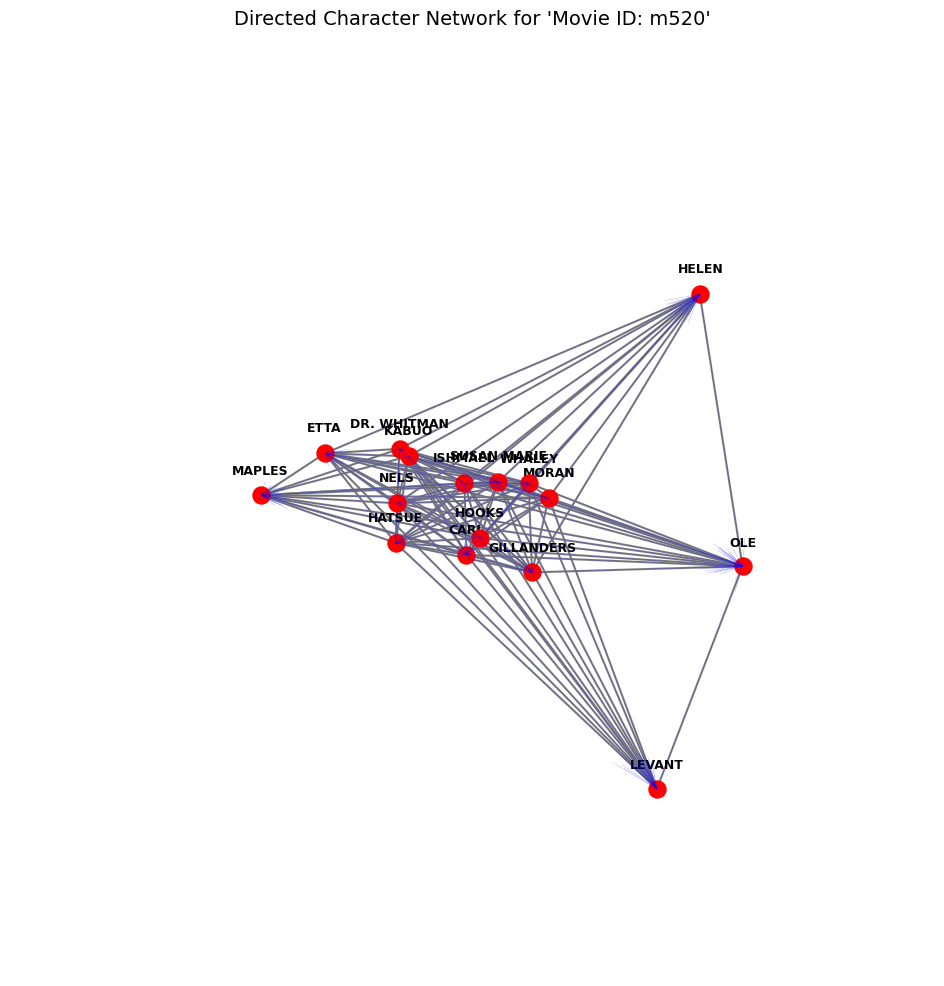 Directed Character Network for 'Movie ID: m520'
HELEN
ETTA
DR. WHITMAN
KABUO
ISHMAEL
SUSAN MARIE
WHALEY
MAPLES
NELS
MORAN
HOOKS
HATSUE
CARL
GILLANDERS
OLE
LEVANT